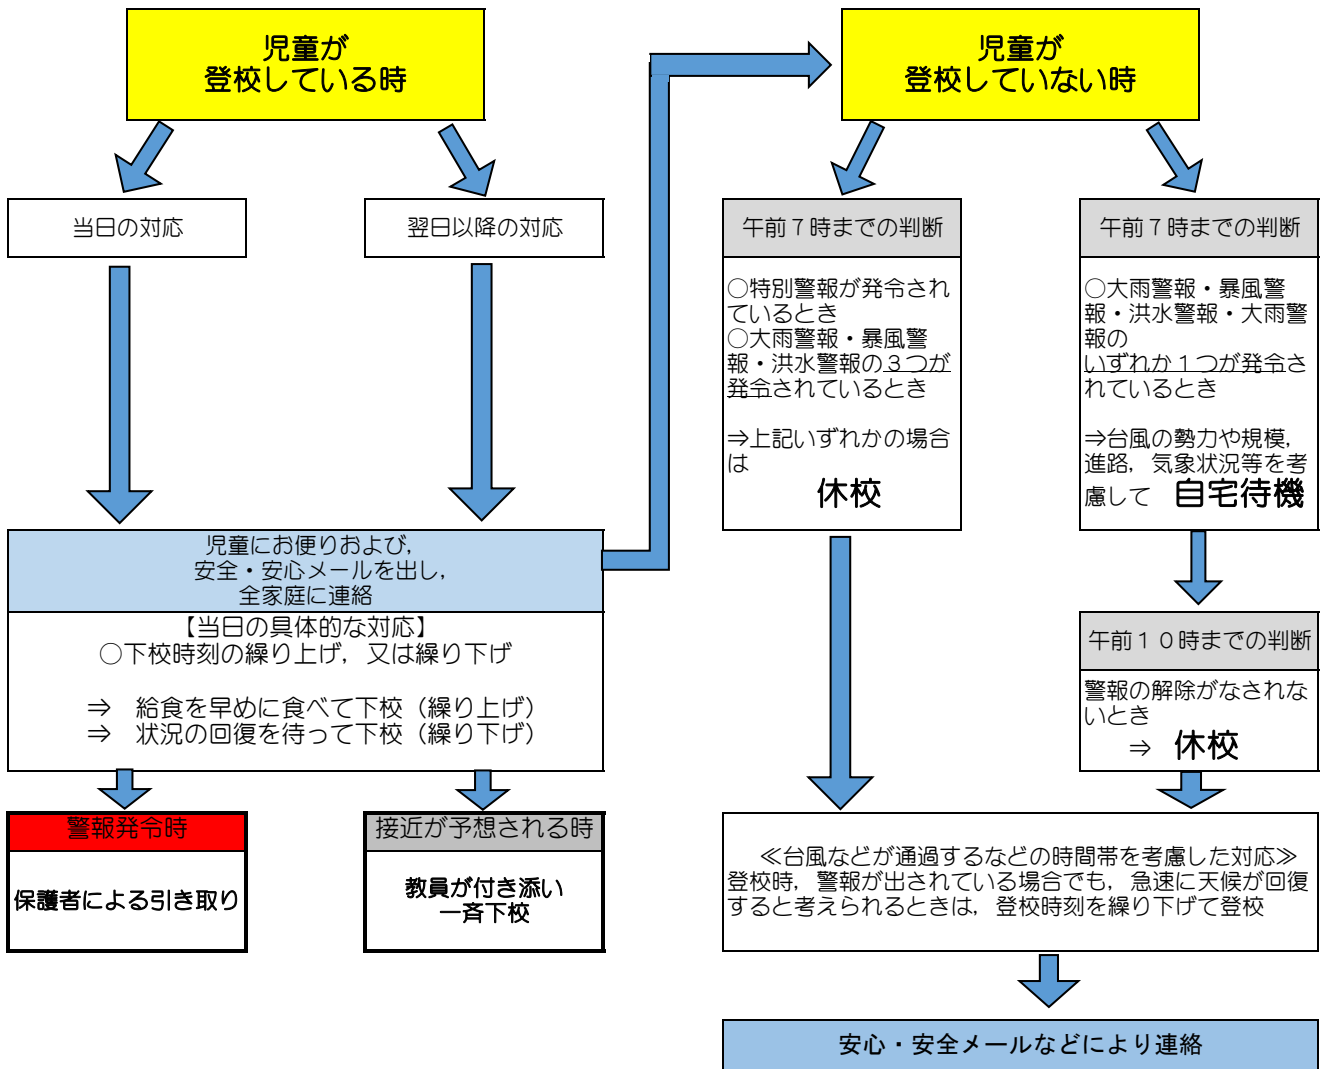 児童が
登校している時
当日の対応
翌日以降の対応
児童にお便りおよび，
安全・安心メールを出し，
全家庭に連絡
【当日の具体的な対応】
○下校時刻の繰り上げ，又は繰り下げ
⇒　給食を早めに食べて下校（繰り上げ）
⇒　状況の回復を待って下校（繰り下げ）
警報発令時
保護者による引き取り
接近が予想される時
教員が付き添い
一斉下校
児童が
登校していない時
午前７時までの判断
○特別警報が発令され
ているとき
○大雨警報・暴風警
報・洪水警報の３つが
発令されているとき
⇒上記いずれかの場合
は
休校
午前７時までの判断
○大雨警報・暴風警
報・洪水警報・大雨警
報の
いずれか１つが発令さ
れているとき
⇒台風の勢力や規模，
進路，気象状況等を考
慮して　自宅待機
午前１０時までの判断
警報の解除がなされな
いとき
⇒　休校
≪台風などが通過するなどの時間帯を考慮した対応≫
登校時，警報が出されている場合でも，急速に天候が回復
すると考えられるときは，登校時刻を繰り下げて登校
安心・安全メールなどにより連絡